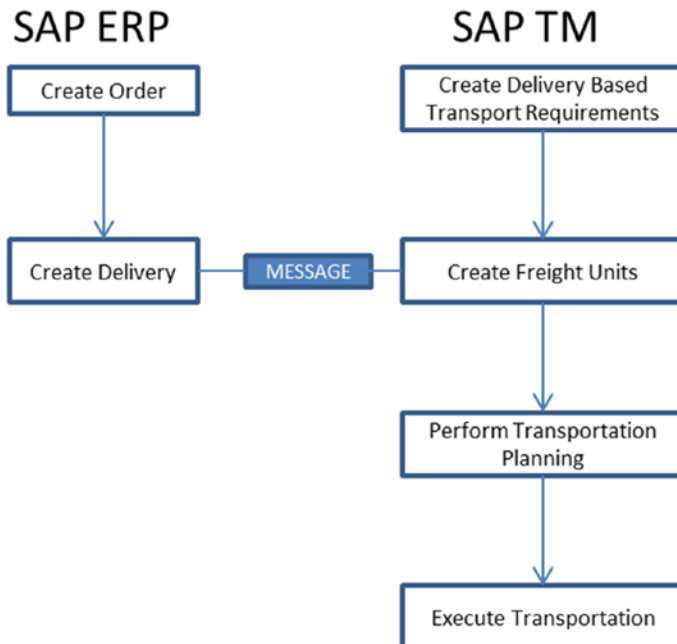 SAP ERP
SAP TM
Create Order
Create Delivery Based
Transport Requirements
Create Delivery
MESSAGE
Create Freight Units
Perform Transportation
Planning
Execute Transportation